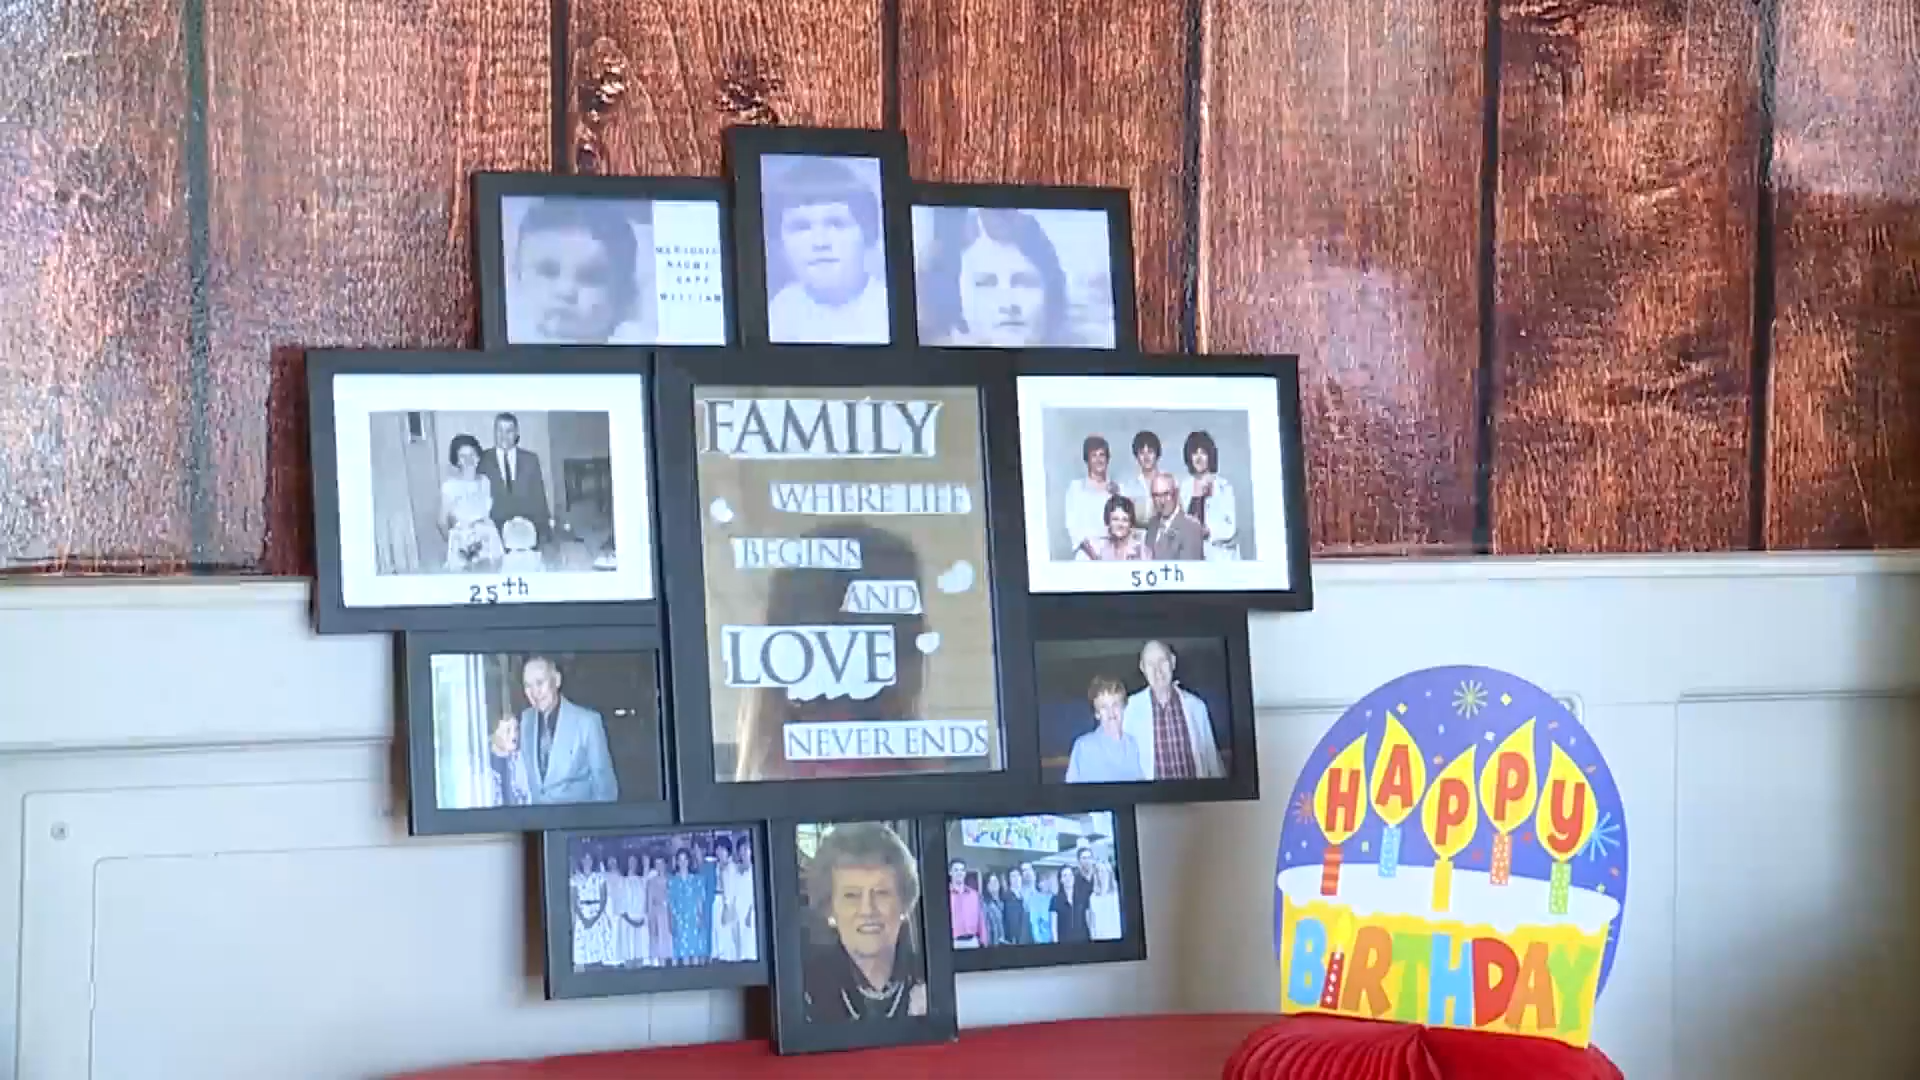 25th
FAMILY
WHERE LIFE
BEGINS
AND
LOVE
NEVER ENDS
50th
HAPPY
BIRTHDAY